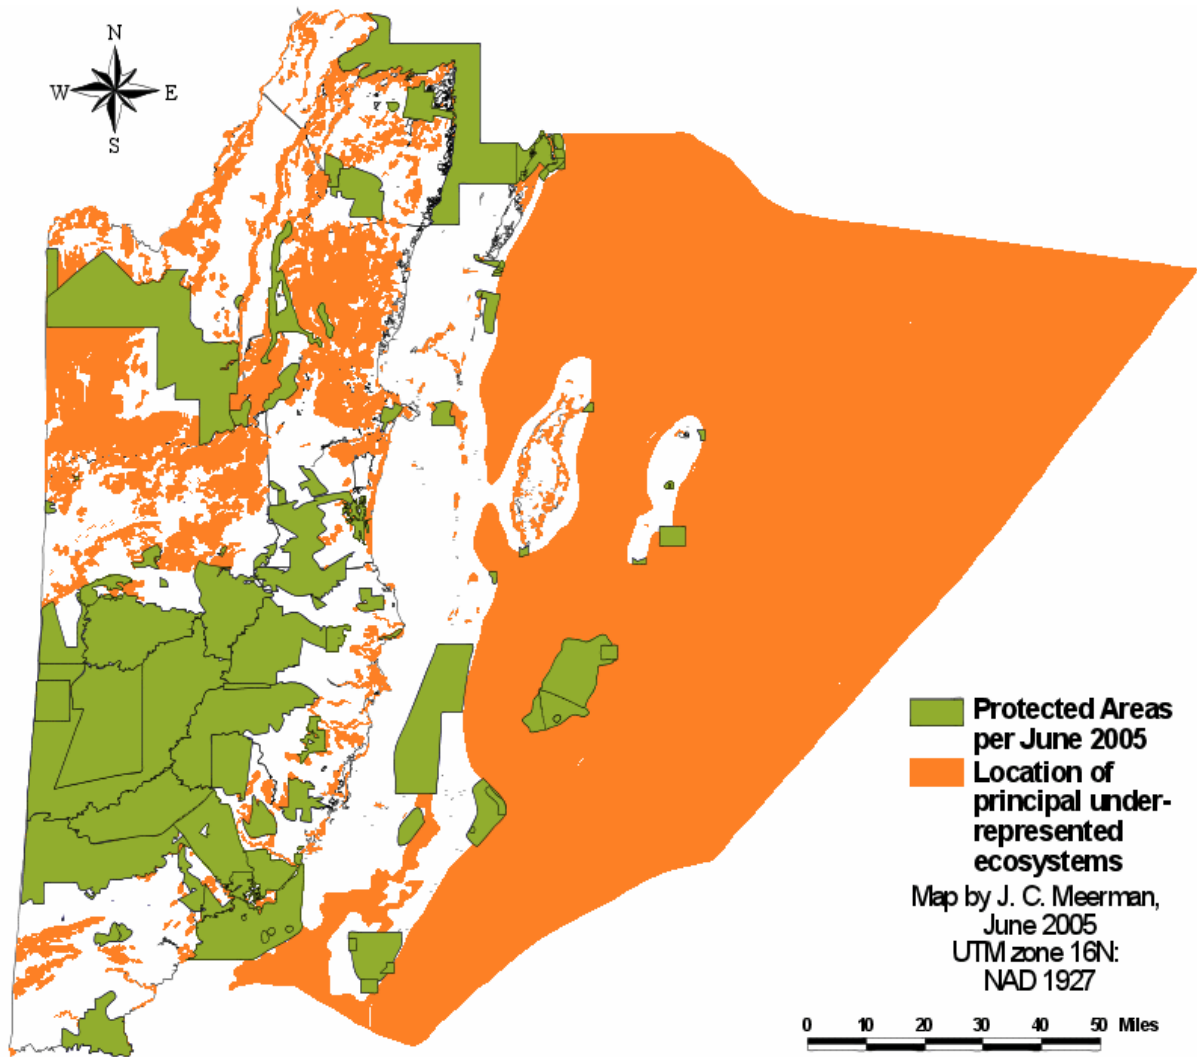 N
W E
S
Protected Areas
per June 2005
Location of
principal under-
represented
ecosystems
Map by J. C. Meerman,
June 2005
UTM zone 16N:
NAD 1927
0 10 20 30 40 50 Miles